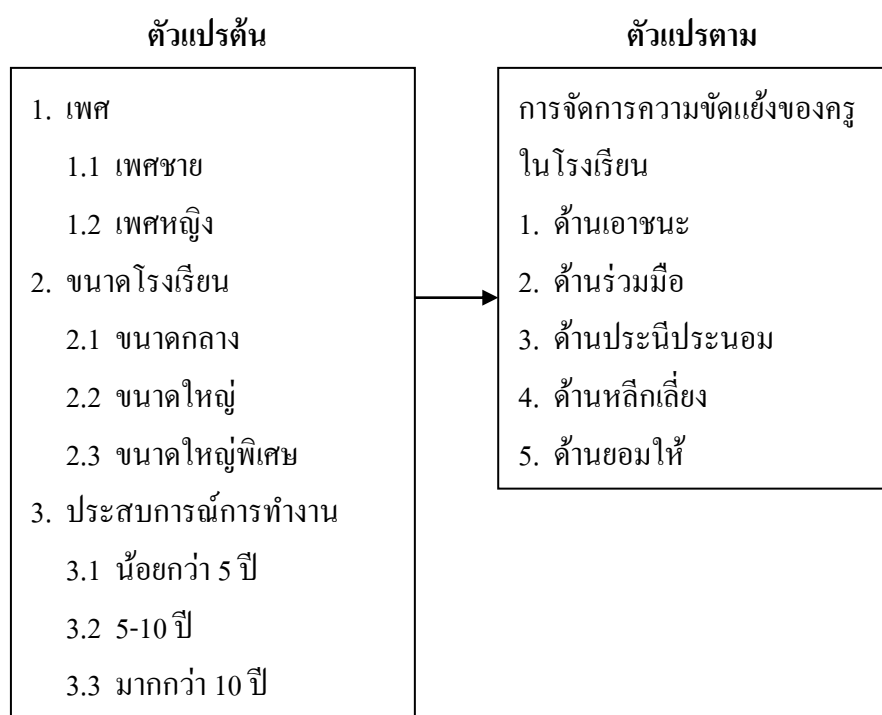 ตัวแปรต้น
1. เพศ
1.1 เพศชาย
1.2 เพศหญิง
2. ขนาดโรงเรียน
2.1 ขนาดกลาง
2.2 ขนาดใหญ่
2.3 ขนาดใหญ่พิเศษ
3. ประสบการณ์การทำงาน
3.1 น้อยกว่า 5 ปี
3.2 5-10 ปี
3.3 มากกว่า 10 ปี
ตัวแปรตาม
การจัดการความขัดแย้งของครู
ในโรงเรียน
1. ด้านเอาชนะ
2. ด้านร่วมมือ
3. ด้านประนีประนอม
4. ด้านหลีกเลี่ยง
5. ด้านยอมให้